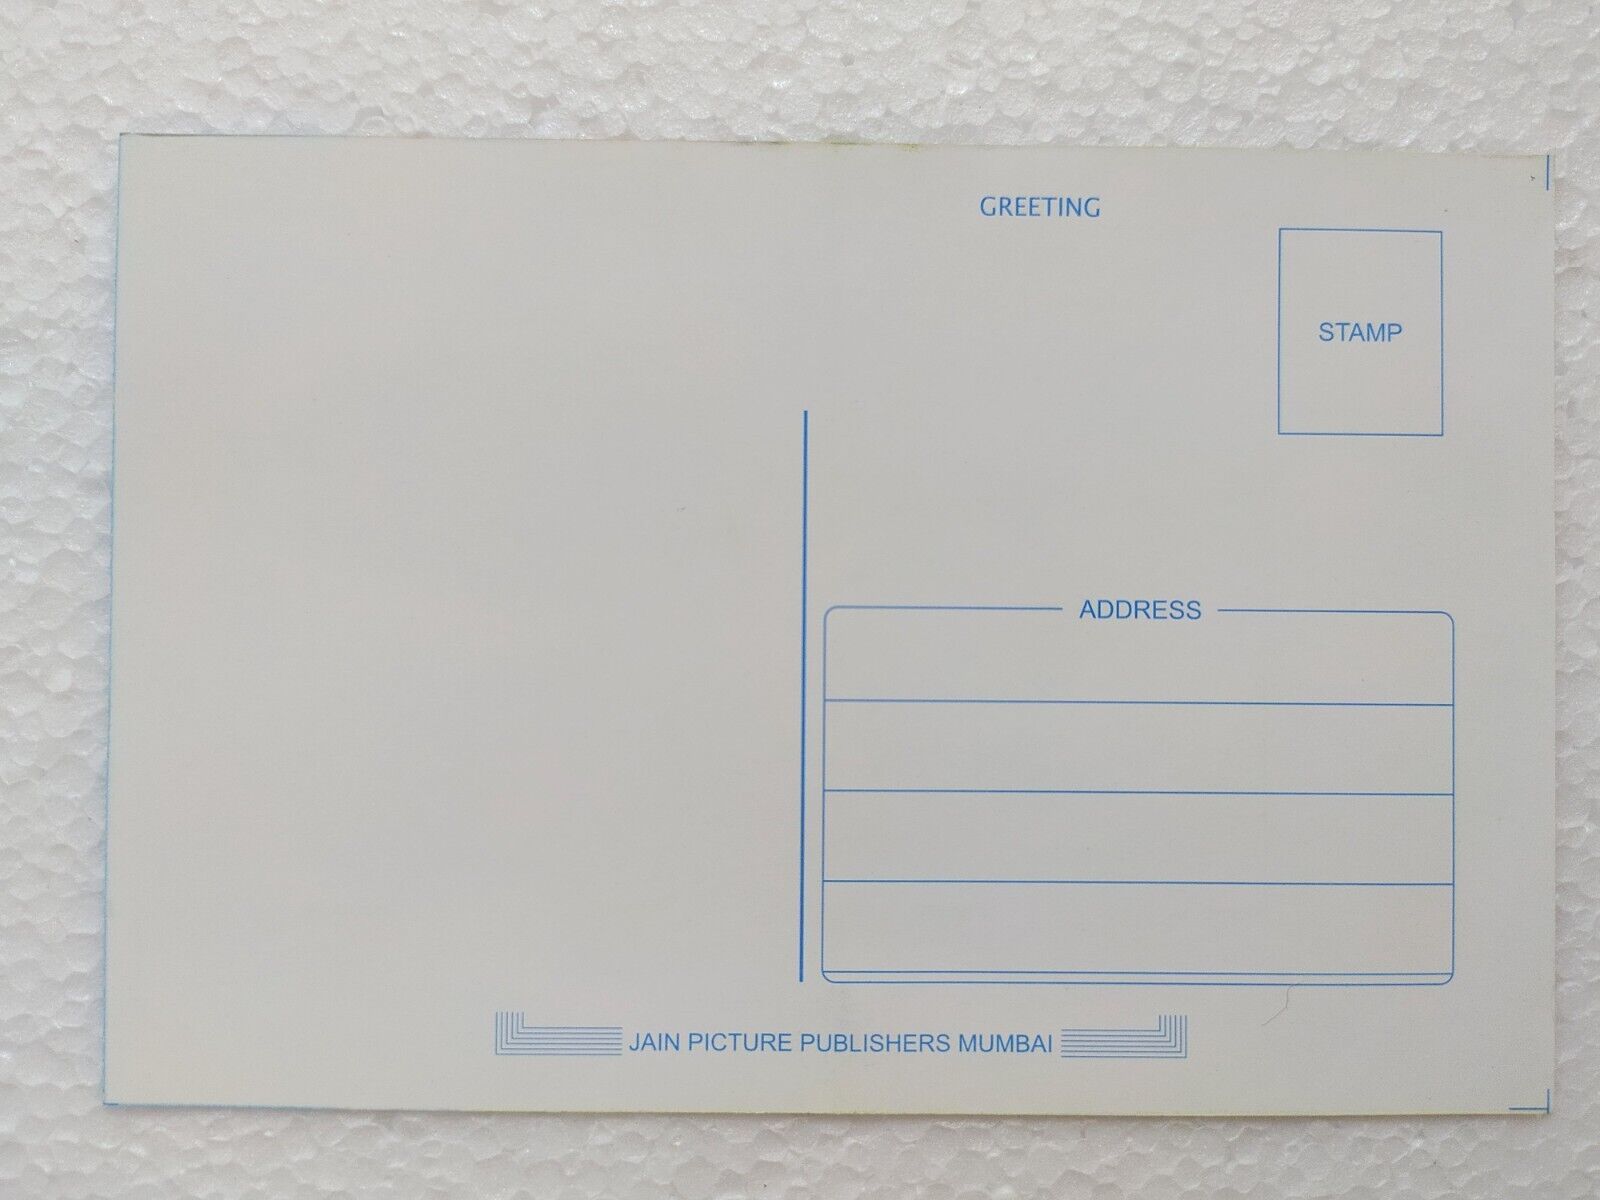 GREETING
STAMP
ADDRESS
JAIN PICTURE PUBLISHERS MUMBAI